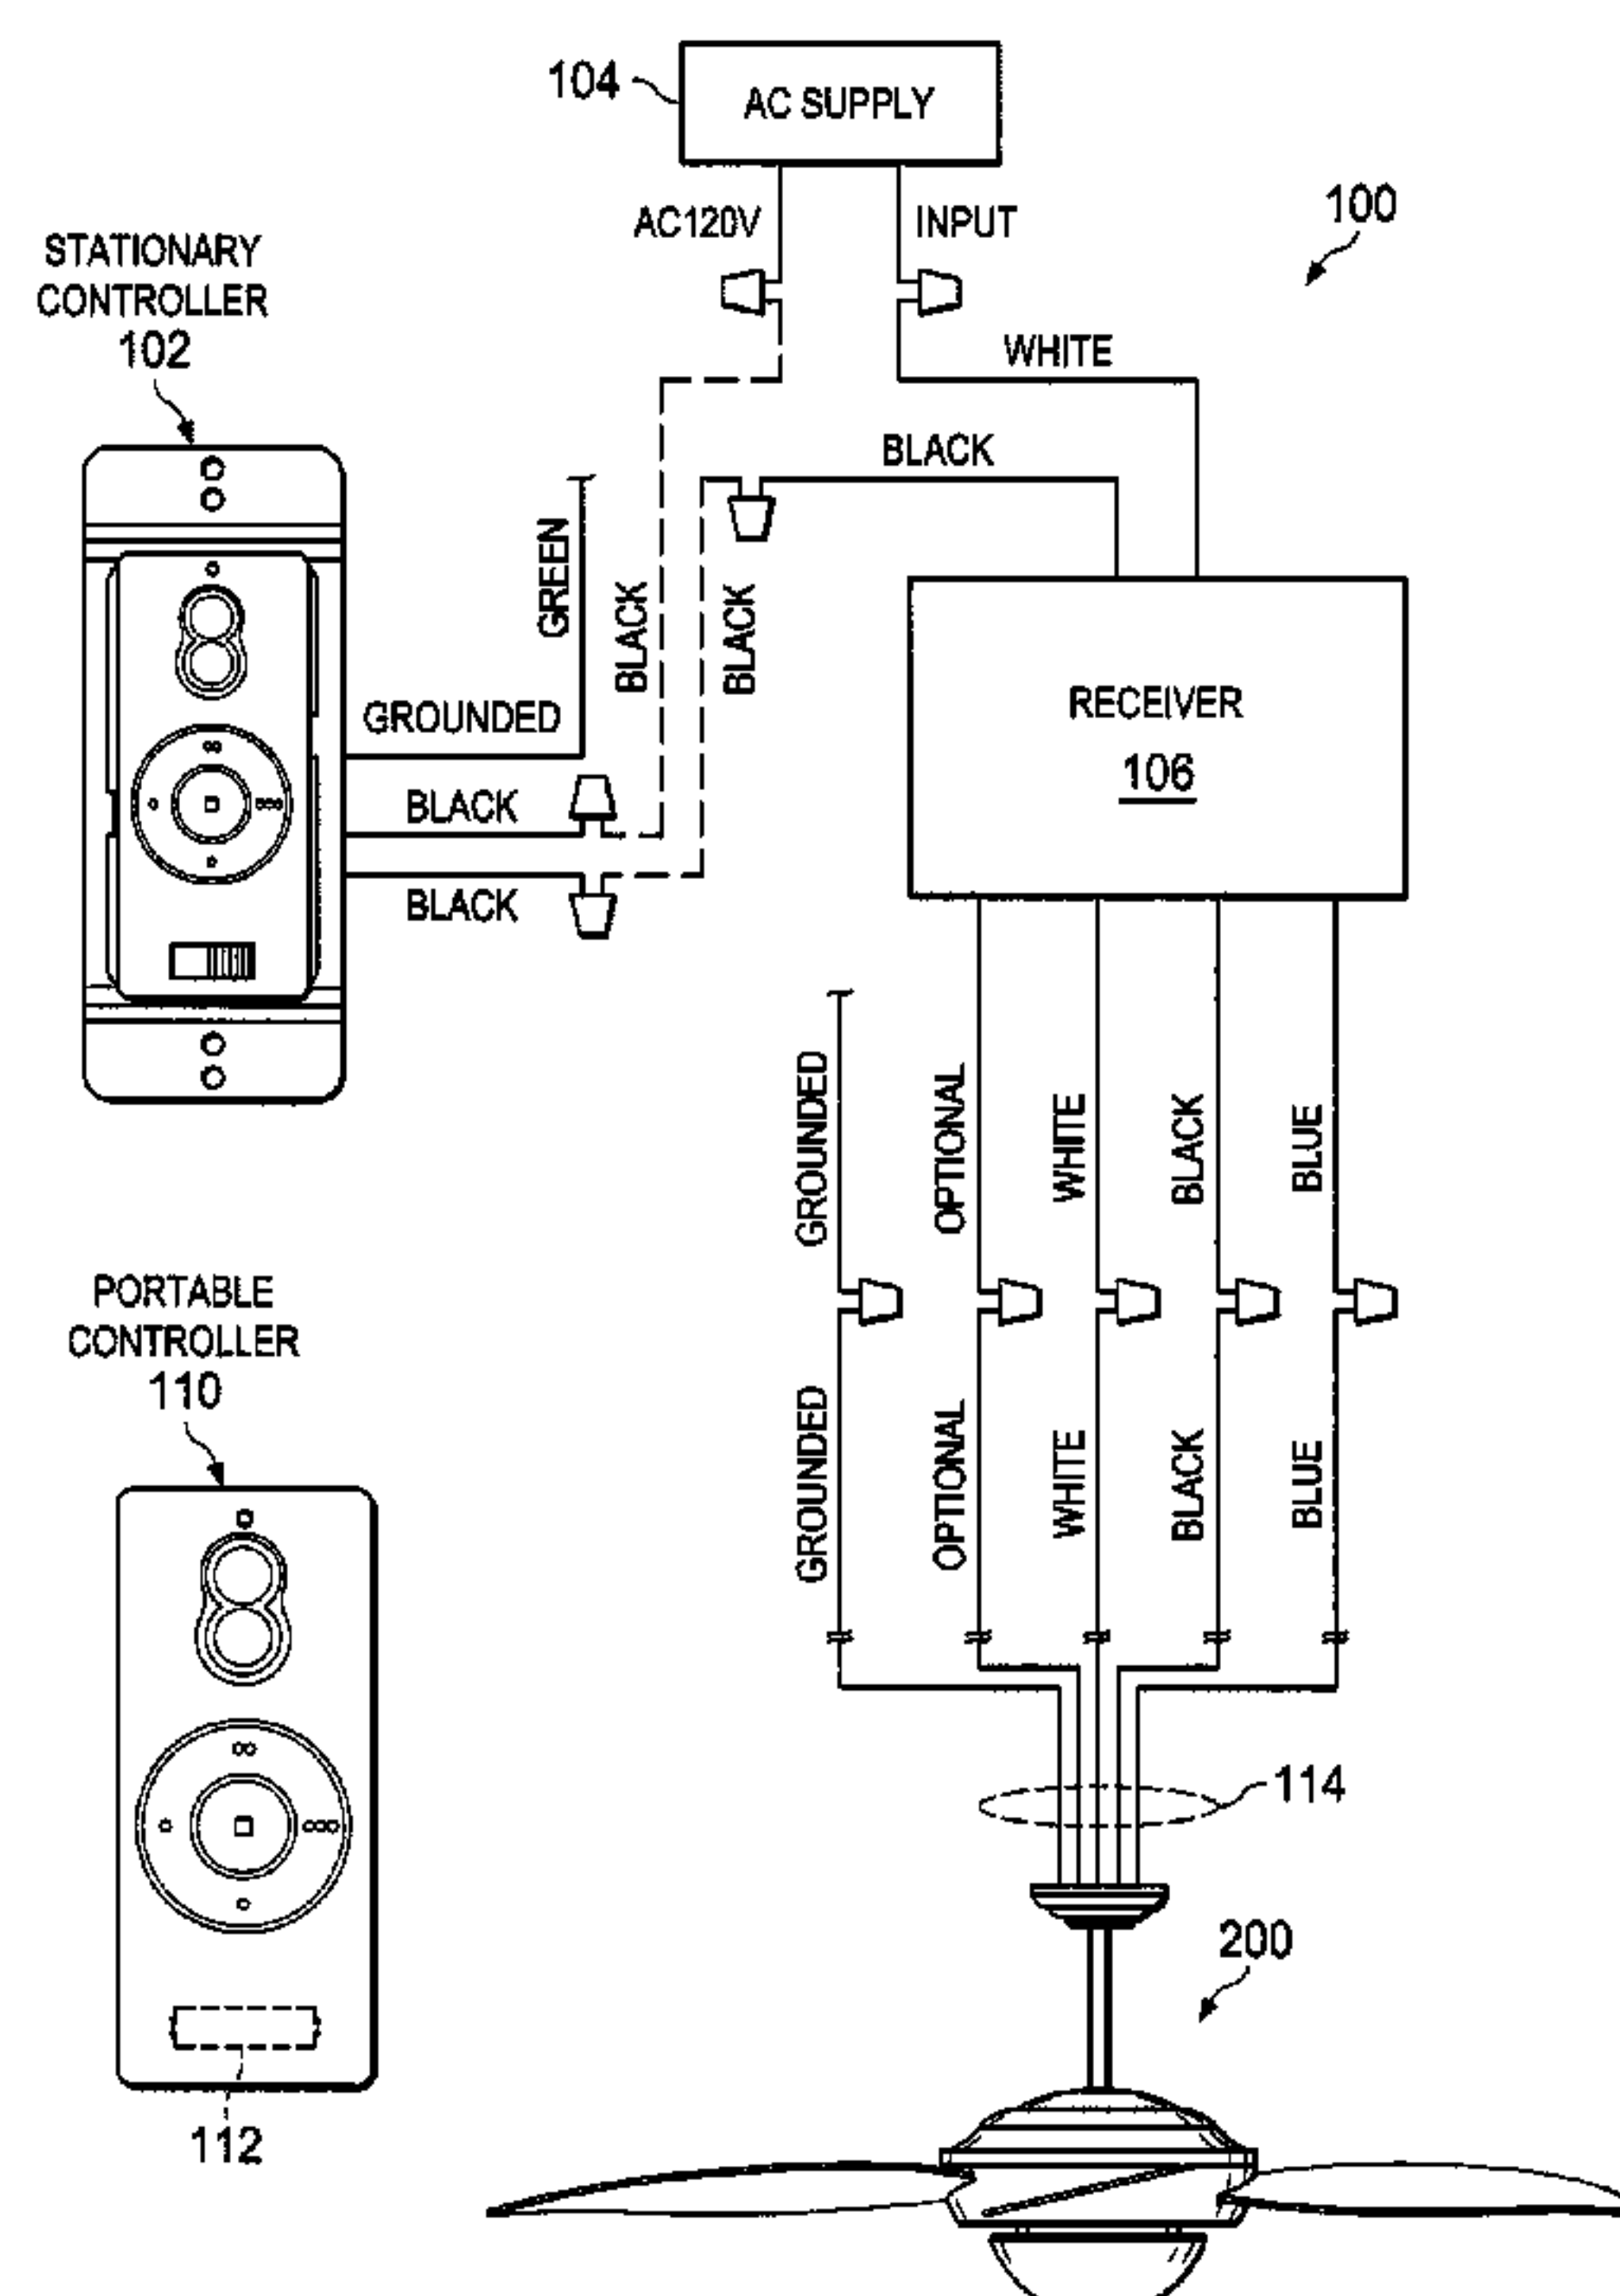 104
AC SUPPLY
AC120V
INPUT
100
STATIONARY
CONTROLLER
102
WHITE
BLACK
GREEN
BLACK
BLACK
GROUNDED
BLACK
BLACK
RECEIVER
106
GROUNDED
OPTIONAL
WHITE
BLACK
BLUE
PORTABLE
CONTROLLER
110
GROUNDED
OPTIONAL
WHITE
BLACK
BLUE
114
200
112